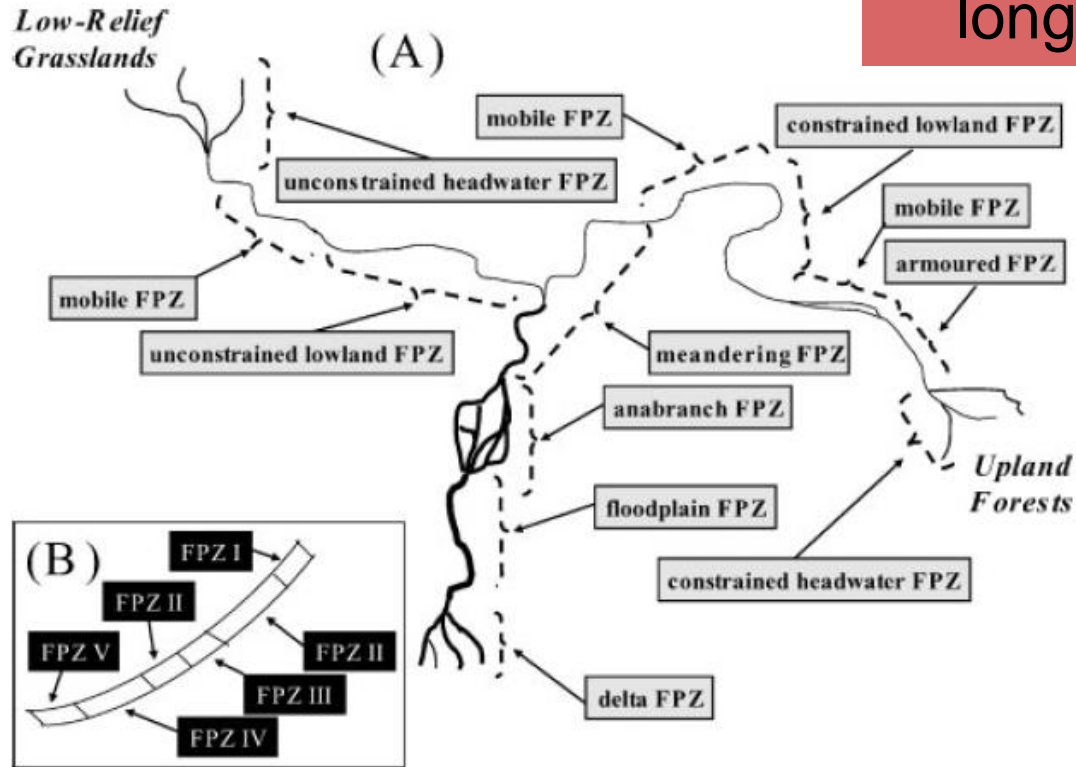 long
Low-Relief
Grasslands
(A)
mobile FPZ
constrained lowland FPZ
unconstrained headwater FPZ
mobile FPZ
armoured FPZ
mobile FPZ
unconstrained lowland FPZ
meandering FPZ
anabranch FPZ
Upland
Forests
floodplain FPZ
constrained headwater FPZ
delta FPZ
(B)
FPZ I
FPZ II
FPZ V
FPZ II
FPZ III
FPZ IV